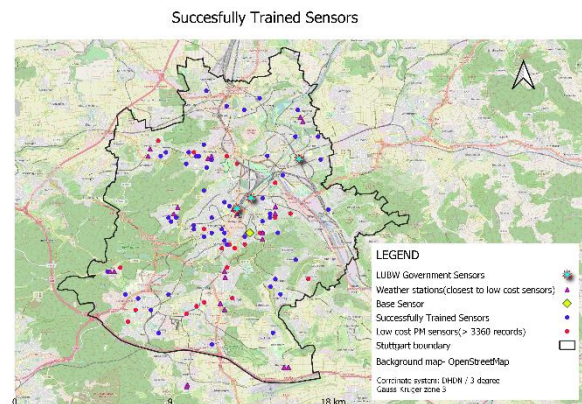 Succesfully Trained Sensors
LEGEND
LUBW Government Sensors
Weather stations(closest to low cost sensors)
Base Sensor
Successfully Trained Sensors
Low cost PM sensors(> 3360 records)
Stuttgart boundary
Background map- OpenStreetMap
Corrdinate system: DHDN / 3 degree
Gauss Kruger zone 3
0
9
18 km